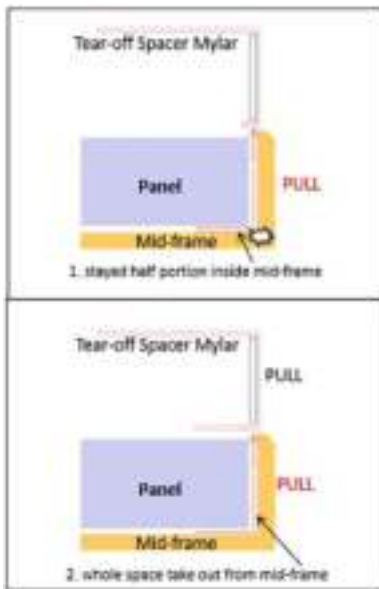 Tear-off Spacer Mylar
Panel
PULL
Mid-frame
1. stayed half portion inside mid-frame
Tear-off Spacer Mylar
PULL
Panel
PULL
Mid-frame
2. whole space take out from mid-frame